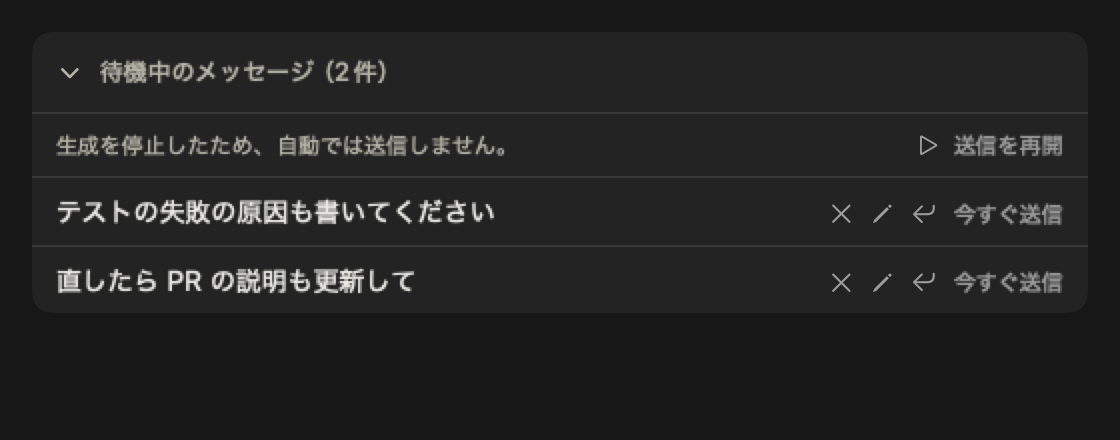 待機中のメッセージ（2件）
生成を停止したため、自動では送信しません。 送信を再開
テストの失敗の原因も書いてください 今すぐ送信
直したら PR の説明も更新して 今すぐ送信